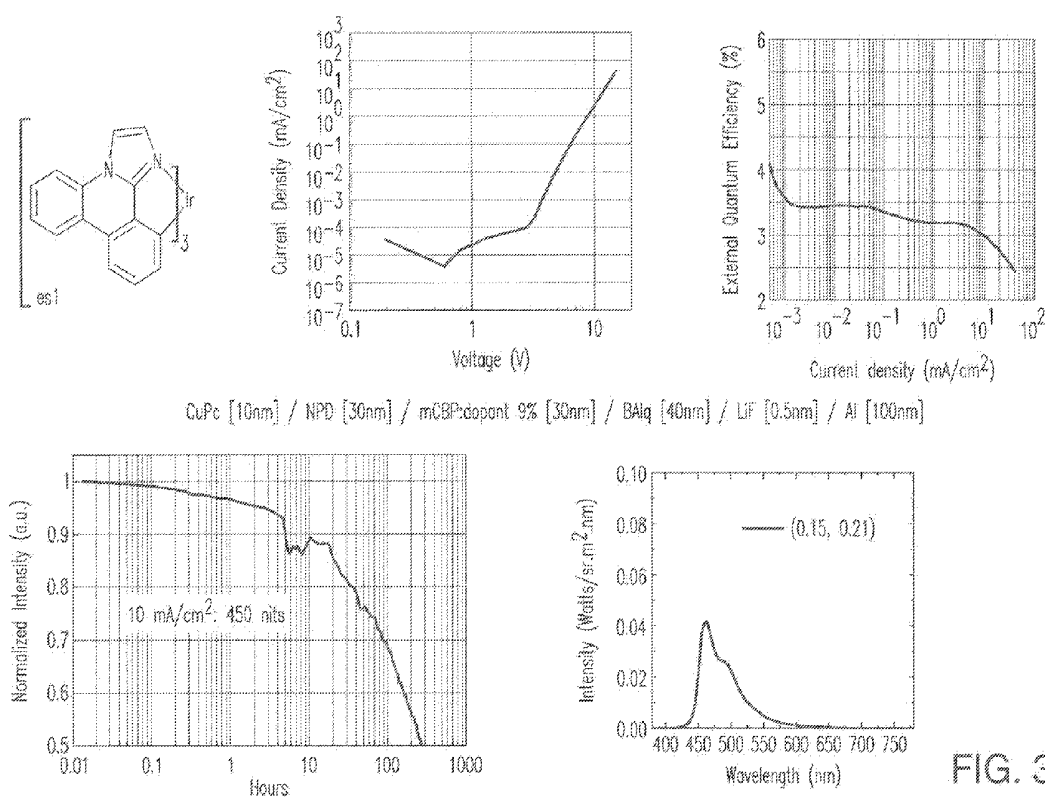 N
N
Ir
3
es1
Current Density (mA/cm2)
10^3
10^2
10^1
10^0
10^-1
10^-2
10^-3
10^-4
10^-5
10^-6
10^-7
0.1 1 10
Voltage (V)
External Quantum Efficiency (%)
6
5
4
3
2
10^-3 10^-2 10^-1 10^0 10^1 10^2
Current density (mA/cm^2)
CuPc [10nm] / NPD [30nm] / mCBP:dopant 9% [30nm] / BAlq [40nm] / LiF [0.5nm] / Al [100nm]
Normalized Intensity (a.u.)
1
0.9
0.8
0.7
0.6
0.5
10 mA/cm^2: 450 nits
0.01 0.1 1 10 100 1000
Hours
Intensity (Watts/sr.m^2.nm)
0.10
0.08
0.06
0.04
0.02
0.00
(0.15, 0.21)
400 450 500 550 600 650 700 750
Wavelength (nm)
FIG. 3